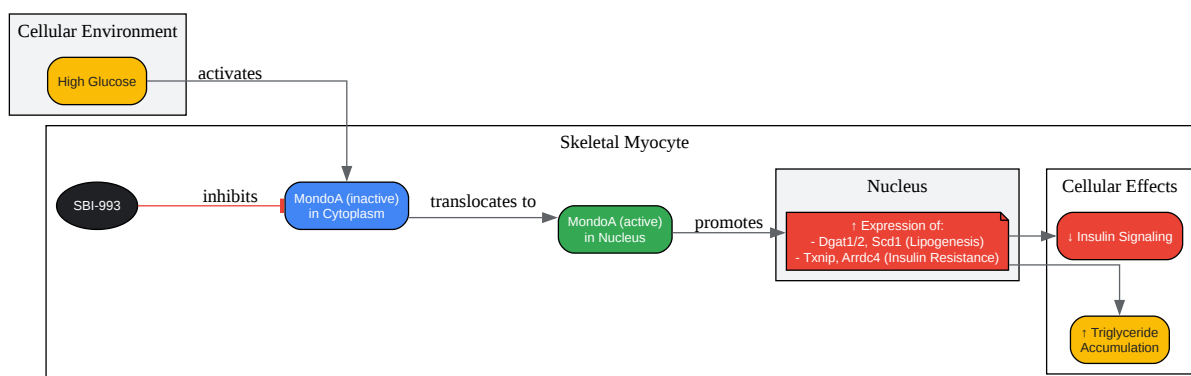 Cellular Environment
High Glucose
activates
Skeletal Myocyte
SBI-993
inhibits
MondoA (inactive)
in Cytoplasm
translocates to
MondoA (active)
in Nucleus
promotes
Nucleus
↑ Expression of:
- Dgat1/2, Scd1 (Lipogenesis)
- Txnip, Arrdc4 (Insulin Resistance)
Cellular Effects
↓ Insulin Signaling
↑ Triglyceride
Accumulation